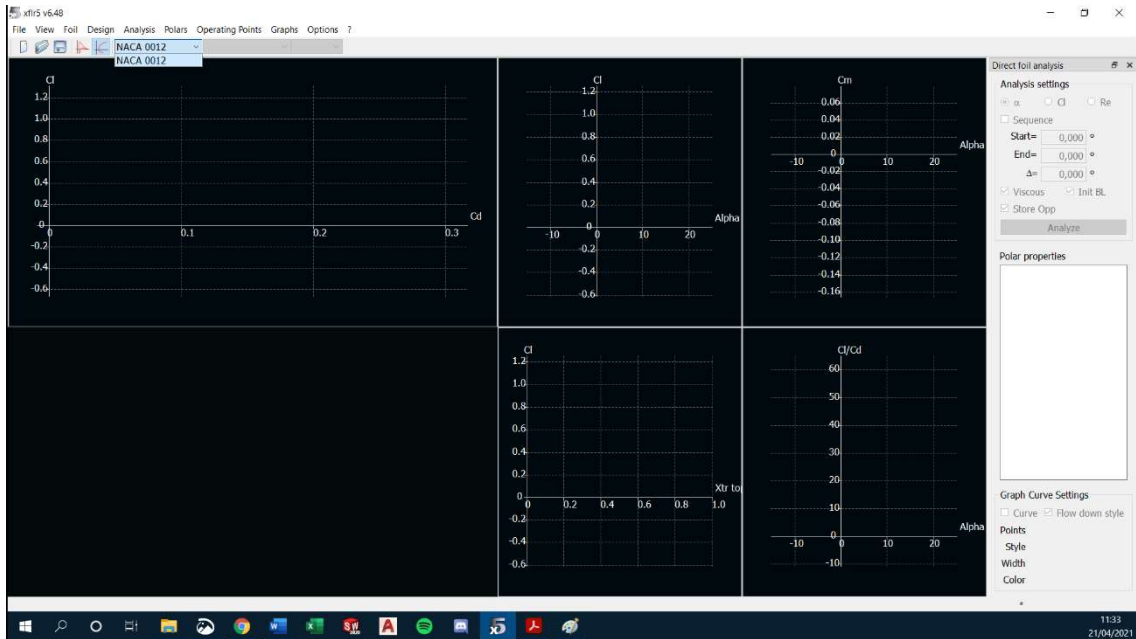 xflr5 v6.48
File View Foil Design Analysis Polars Operating Points Graphs Options ?
NACA 0012
NACA 0012
Cl
1.2
1.0
0.8
0.6
0.4
0.2
0
-0.2
-0.4
-0.6
0 0.1 0.2 0.3
Cd
Cl
1.2
1.0
0.8
0.6
0.4
0.2
0
-0.2
-0.4
-0.6
-10 0 10 20
Alpha
Cm
0.06
0.04
0.02
0
-0.02
-0.04
-0.06
-0.08
-0.10
-0.12
-0.14
-0.16
-10 0 10 20
Alpha
Cl
1.2
1.0
0.8
0.6
0.4
0.2
0
-0.2
-0.4
-0.6
0 0.2 0.4 0.6 0.8 1.0
Xtr to
Cl/Cd
60
50
40
30
20
10
0
-10
-10 0 10 20
Alpha
Direct foil analysis
Analysis settings
α Cl Re
Sequence
Start= 0,000 °
End= 0,000 °
Δ= 0,000 °
Viscous Init BL
Store Opp
Analyze
Polar properties
Graph Curve Settings
Curve Flow down style
Points
Style
Width
Color
11:33
21/04/2021